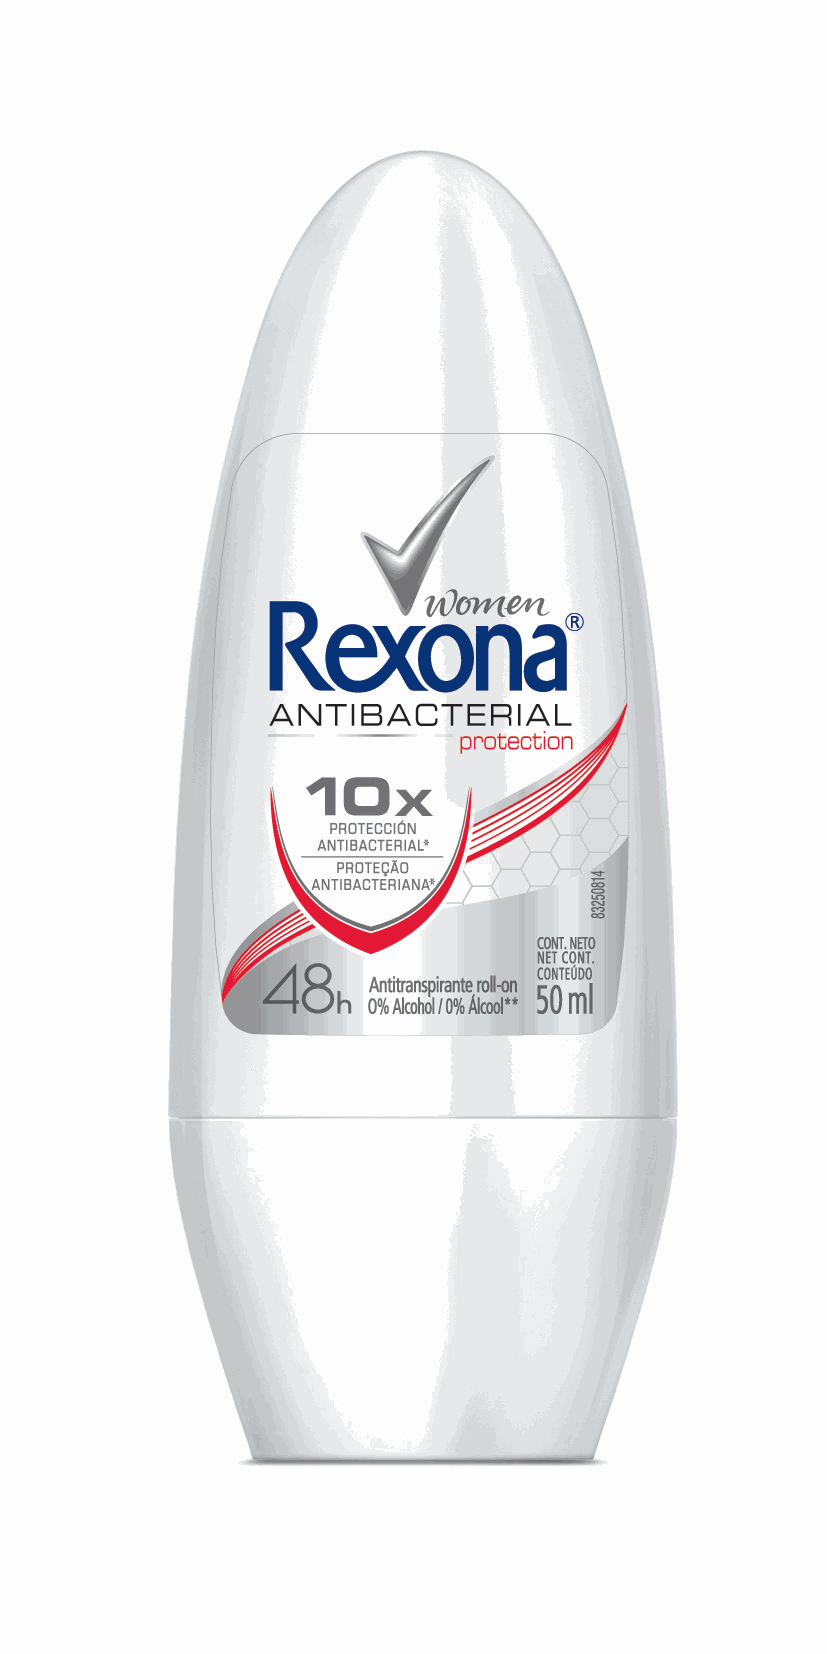 women
Rexona®
ANTIBACTERIAL
protection
10x
PROTECCIÓN
ANTIBACTERIAL*
PROTEÇÃO
ANTIBACTERIANA*
83250814
48h
Antitranspirante roll-on
0% Alcohol / 0% Álcool**
CONT. NETO
NET CONT.
CONTEÚDO
50 ml